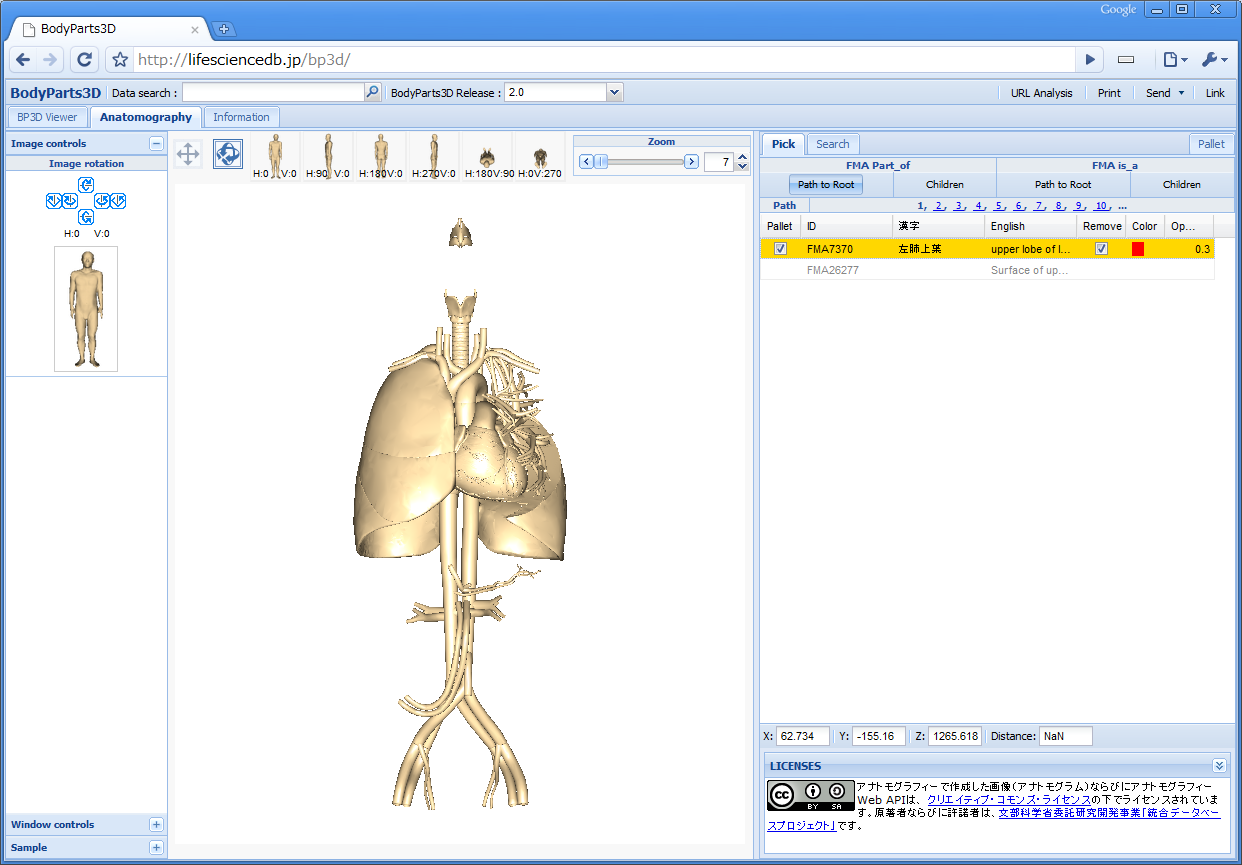 Google
BodyParts3D
http://lifesciencedb.jp/bp3d/
BodyParts3D Data search : BodyParts3D Release : 2.0 URL Analysis Print Send Link
BP3D Viewer Anatomography Information
Image controls
Image rotation
H:0 V:0
H:0 V:0 H:90 V:0 H:180V:0 H:270V:0 H:180V:90 H:0V:270
Zoom
7
Pick Search Pallet
FMA Part_of FMA is_a
Path to Root Children Path to Root Children
Path 1, 2, 3, 4, 5, 6, 7, 8, 9, 10, ...
Pallet ID 漢字 English Remove Color Op...
FMA7370 左肺上葉 upper lobe of l... 0.3
FMA26277 Surface of up...
X: 62.734 Y: -155.16 Z: 1265.618 Distance: NaN
LICENSES
cc BY SA
アナトモグラフィーで作成した画像(アナトモグラム)ならびにアナトモグラフィー
Web APIは、クリエイティブ・コモンズ・ライセンスの下でライセンスされていま
す。原著者ならびに許諾者は、文部科学省委託研究開発事業「統合データベー
スプロジェクト」です。
Window controls
Sample